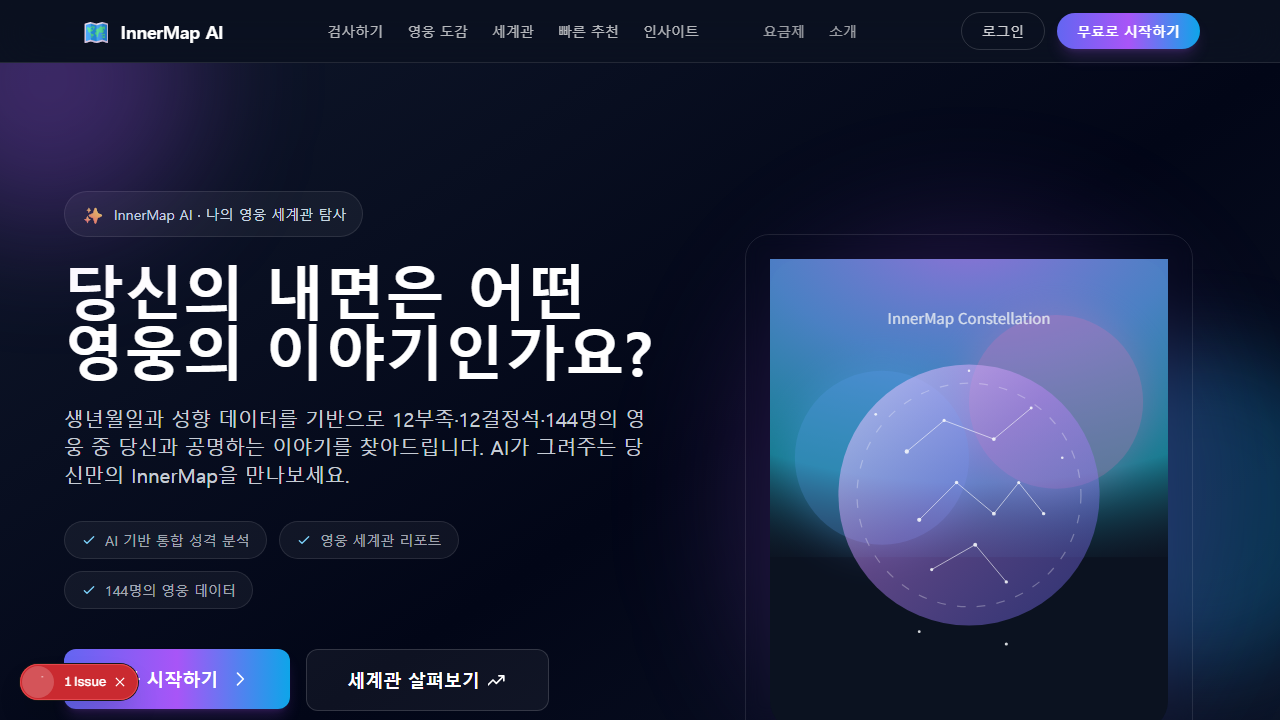 InnerMap AI
검사하기
영웅 도감
세계관
빠른 추천
인사이트
요금제
소개
로그인
무료로 시작하기
InnerMap AI · 나의 영웅 세계관 탐사
당신의 내면은 어떤
영웅의 이야기인가요?
생년월일과 성향 데이터를 기반으로 12부족·12결정석·144명의 영
웅 중 당신과 공명하는 이야기를 찾아드립니다. AI가 그려주는 당
신만의 InnerMap을 만나보세요.
AI 기반 통합 성격 분석
영웅 세계관 리포트
144명의 영웅 데이터
시작하기
세계관 살펴보기
1 Issue
InnerMap Constellation